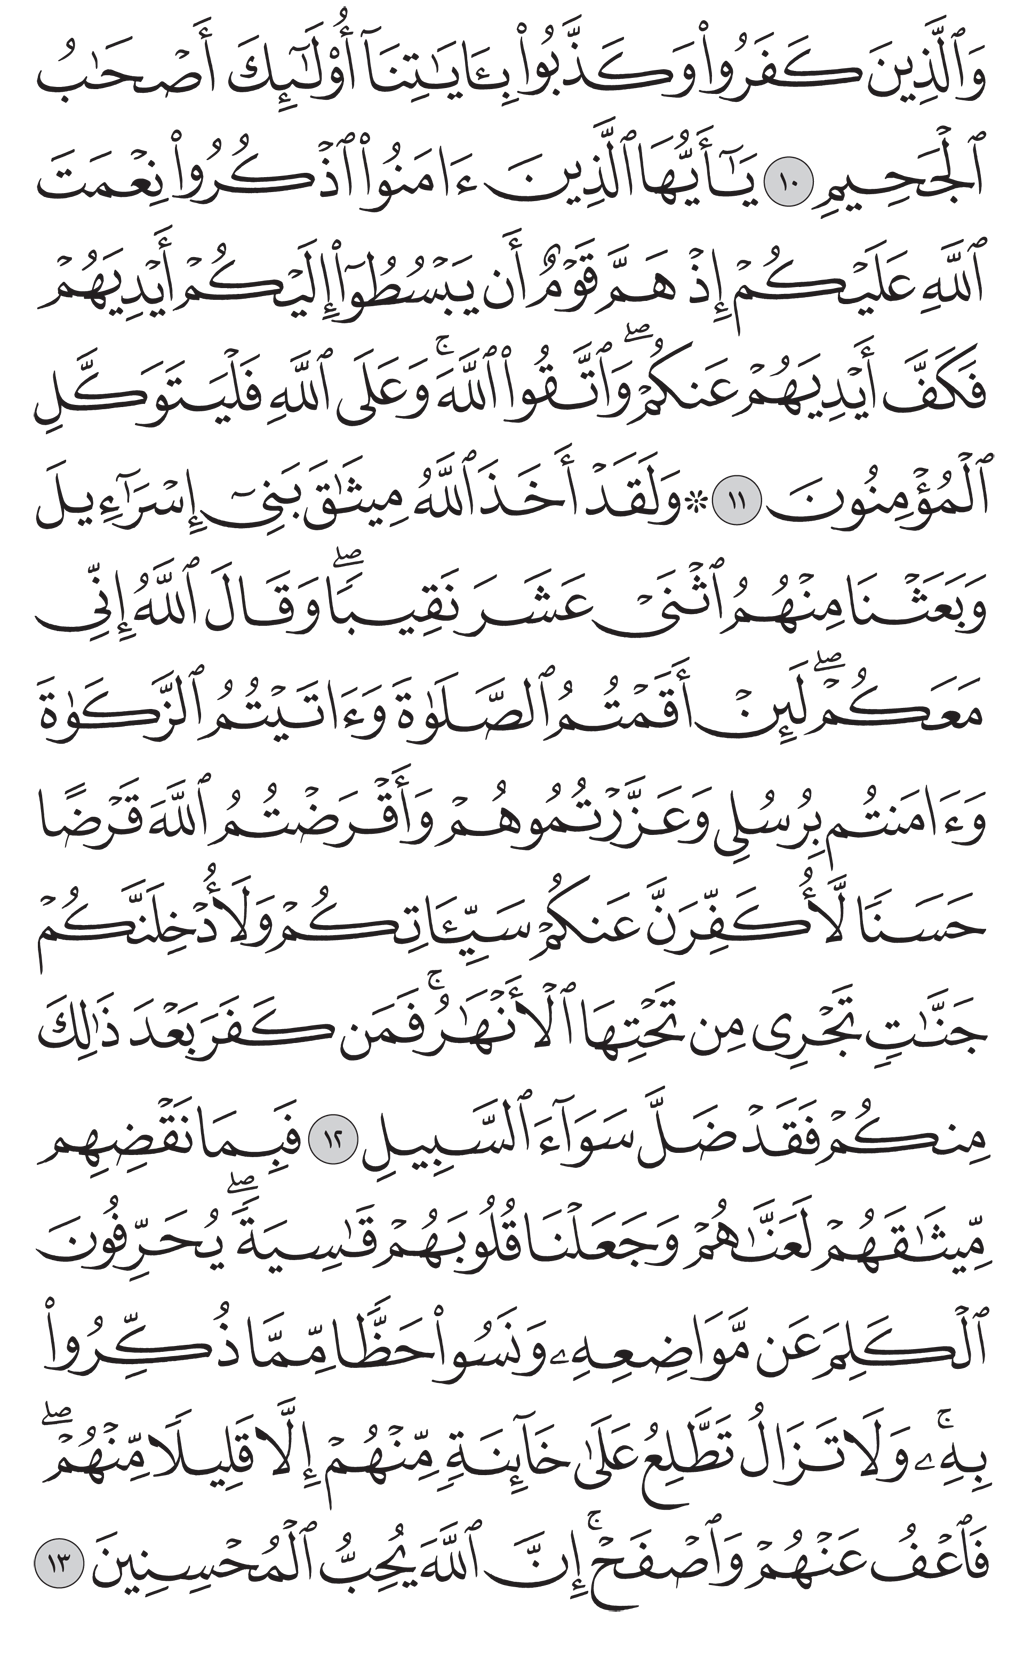 وَٱلَّذِينَ كَفَرُوا۟ وَكَذَّبُوا۟ بِـَٔايَـٰتِنَآ أُو۟لَـٰٓئِكَ أَصْحَـٰبُ
ٱلْجَحِيمِ ١٠ يَـٰٓأَيُّهَا ٱلَّذِينَ ءَامَنُوا۟ ٱذْكُرُوا۟ نِعْمَتَ
ٱللَّهِ عَلَيْكُمْ إِذْ هَمَّ قَوْمٌ أَن يَبْسُطُوٓا۟ إِلَيْكُمْ أَيْدِيَهُمْ
فَكَفَّ أَيْدِيَهُمْ عَنكُمْ ۖ وَٱتَّقُوا۟ ٱللَّهَ ۚ وَعَلَى ٱللَّهِ فَلْيَتَوَكَّلِ
ٱلْمُؤْمِنُونَ ١١ ❊ وَلَقَدْ أَخَذَ ٱللَّهُ مِيثَـٰقَ بَنِىٓ إِسْرَٰٓءِيلَ
وَبَعَثْنَا مِنْهُمُ ٱثْنَىْ عَشَرَ نَقِيبًا ۖ وَقَالَ ٱللَّهُ إِنِّى
مَعَكُمْ ۖ لَئِنْ أَقَمْتُمُ ٱلصَّلَوٰةَ وَءَاتَيْتُمُ ٱلزَّكَوٰةَ
وَءَامَنتُم بِرُسُلِى وَعَزَّرْتُمُوهُمْ وَأَقْرَضْتُمُ ٱللَّهَ قَرْضًا
حَسَنًا لَّأُكَفِّرَنَّ عَنكُمْ سَيِّـَٔاتِكُمْ وَلَأُدْخِلَنَّكُمْ
جَنَّـٰتٍ تَجْرِى مِن تَحْتِهَا ٱلْأَنْهَـٰرُ ۚ فَمَن كَفَرَ بَعْدَ ذَٰلِكَ
مِنكُمْ فَقَدْ ضَلَّ سَوَآءَ ٱلسَّبِيلِ ١٢ فَبِمَا نَقْضِهِم
مِّيثَـٰقَهُمْ لَعَنَّـٰهُمْ وَجَعَلْنَا قُلُوبَهُمْ قَـٰسِيَةً ۖ يُحَرِّفُونَ
ٱلْكَلِمَ عَن مَّوَاضِعِهِۦ وَنَسُوا۟ حَظًّا مِّمَّا ذُكِّرُوا۟
بِهِۦ ۚ وَلَا تَزَالُ تَطَّلِعُ عَلَىٰ خَآئِنَةٍ مِّنْهُمْ إِلَّا قَلِيلًا مِّنْهُمْ ۖ
فَٱعْفُ عَنْهُمْ وَٱصْفَحْ ۚ إِنَّ ٱللَّهَ يُحِبُّ ٱلْمُحْسِنِينَ ١٣